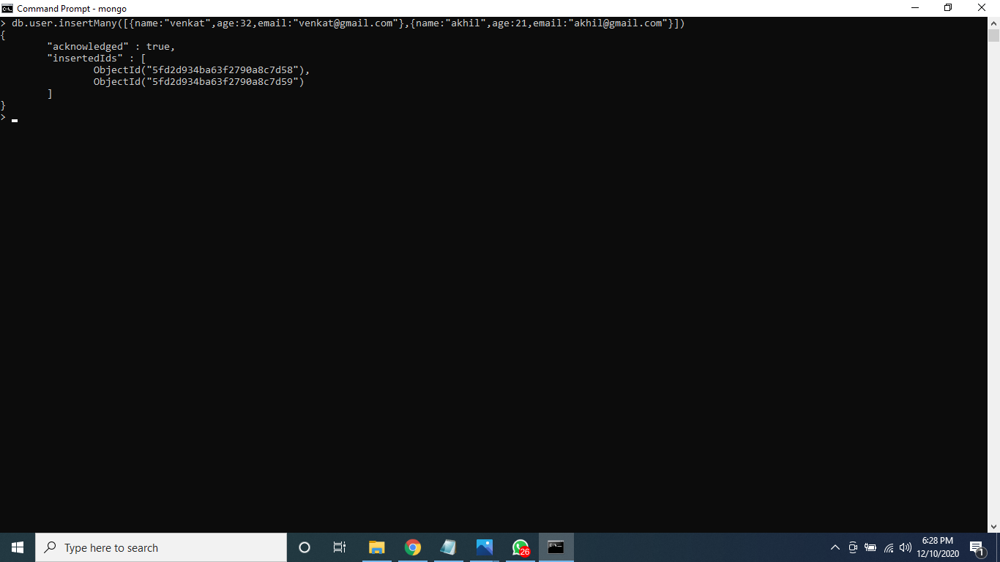 Command Prompt - mongo
> db.user.insertMany([{name:"venkat",age:32,email:"venkat@gmail.com"},{name:"akhil",age:21,email:"akhil@gmail.com"}])
{
        "acknowledged" : true,
        "insertedIds" : [
                ObjectId("5fd2d934ba63f2790a8c7d58"),
                ObjectId("5fd2d934ba63f2790a8c7d59")
        ]
}
>
Type here to search
26
6:28 PM
12/10/2020
1